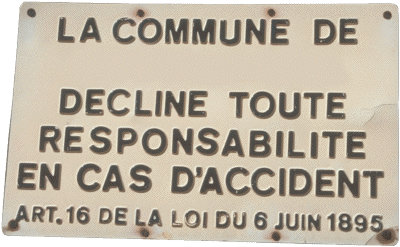 LA COMMUNE DE
DECLINE TOUTE
RESPONSABILITE
EN CAS D'ACCIDENT
ART. 16 DE LA LOI DU 6 JUIN 1895